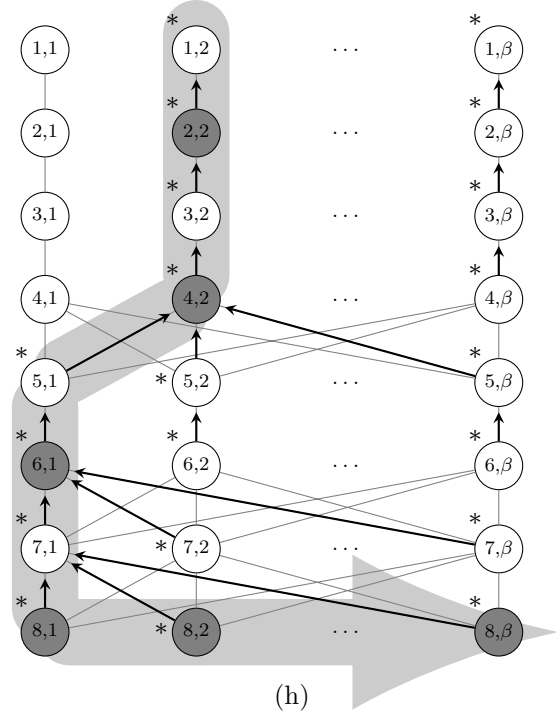 * *
1,1 1,2 ··· 1,β
* *
2,1 2,2 ··· 2,β
* *
3,1 3,2 ··· 3,β
* *
4,1 4,2 ··· 4,β
* * *
5,1 5,2 ··· 5,β
* * *
6,1 6,2 ··· 6,β
* * *
7,1 7,2 ··· 7,β
* * *
8,1 8,2 ··· 8,β
(h)